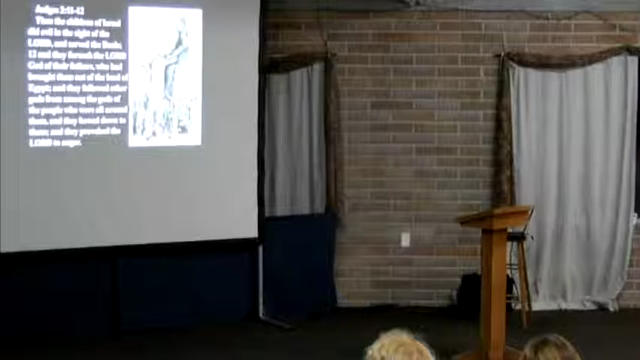 Judges 2:11-12
Then the children of Israel
did evil in the sight of the
LORD, and served the Baals;
12 and they forsook the LORD
God of their fathers, who had
brought them out of the land of
Egypt; and they followed other
gods from among the gods of
the people who were all around
them, and they bowed down to
them; and they provoked the
LORD to anger.